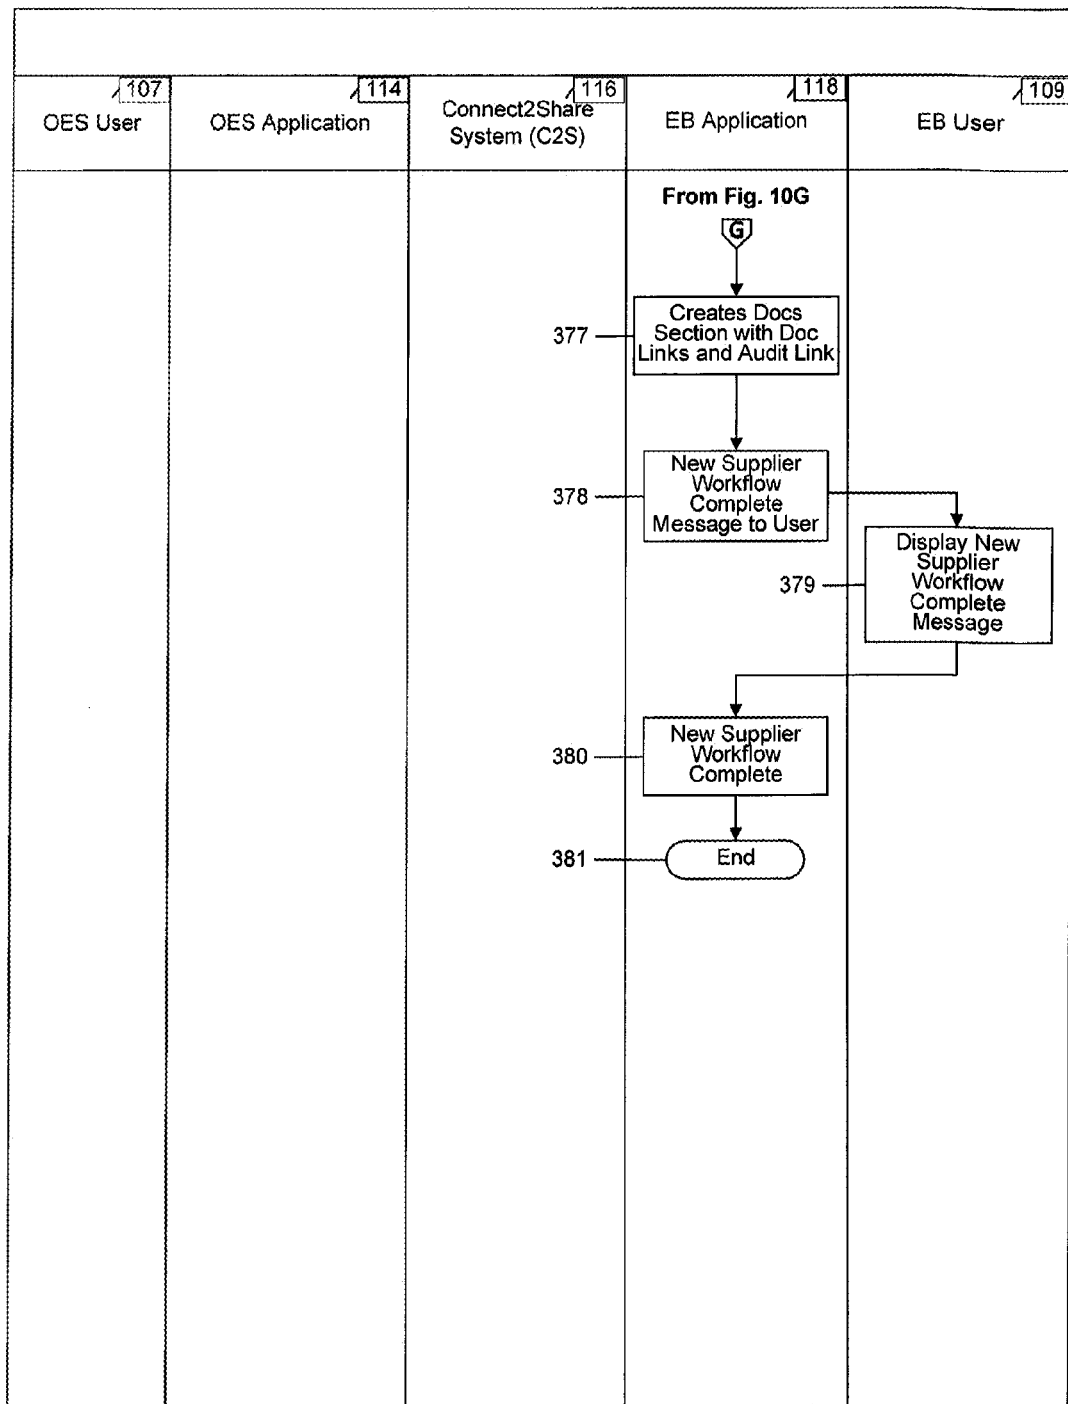 107
114
116
118
109
OES User
OES Application
Connect2Share
System (C2S)
EB Application
EB User
From Fig. 10G
G
377
Creates Docs
Section with Doc
Links and Audit Link
378
New Supplier
Workflow
Complete
Message to User
379
Display New
Supplier
Workflow
Complete
Message
380
New Supplier
Workflow
Complete
381
End